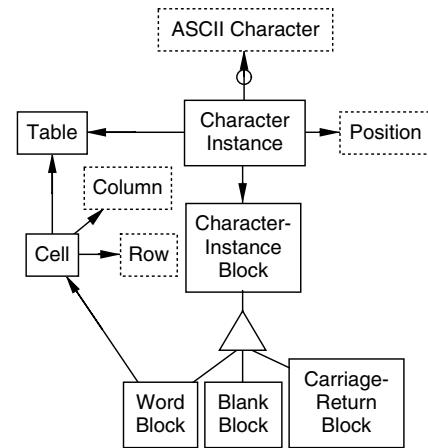 ASCII Character
Character
Instance
Table
Position
Column
Character-
Instance
Block
Cell
Row
Word
Block
Blank
Block
Carriage-
Return
Block